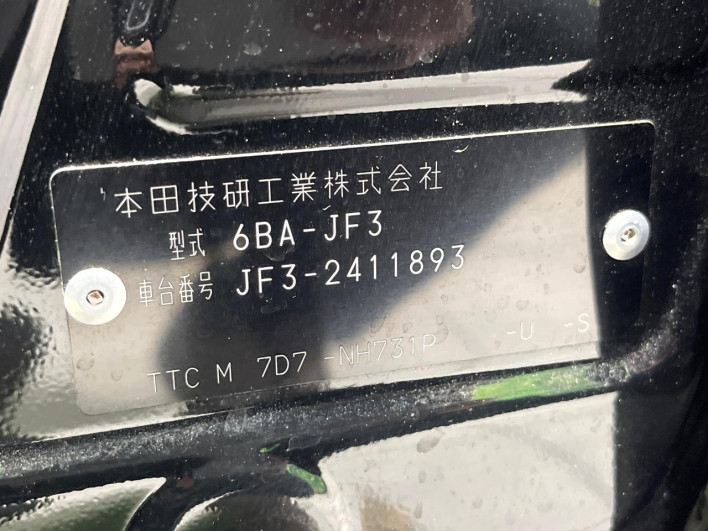 本田技研工業株式会社
型式 6BA-JF3
車台番号 JF3-2411893
TTC M 7D7 -NH731P -U -S